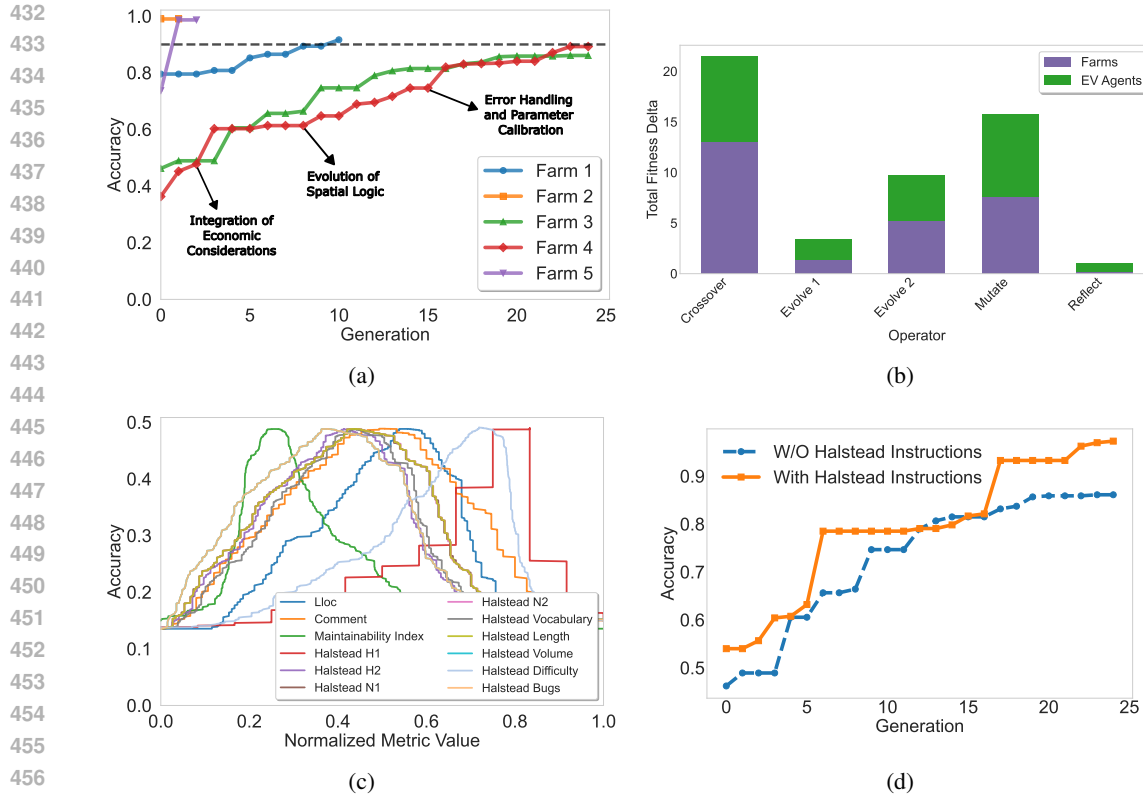 432
433
434
435
436
437
438
439
440
441
442
443
444
445
446
447
448
449
450
451
452
453
454
455
456
1.0
0.8
0.6
0.4
0.2
0.0
Accuracy
0
5
10
15
20
25
Generation
Integration of
Economic
Considerations
Evolution of
Spatial Logic
Error Handling
and Parameter
Calibration
Farm 1
Farm 2
Farm 3
Farm 4
Farm 5
(a)
20
15
10
5
0
Total Fitness Delta
Farms
EV Agents
Crossover
Evolve 1
Evolve 2
Mutate
Reflect
Operator
(b)
0.5
0.4
0.3
0.2
0.1
0.0
Accuracy
Lloc
Comment
Maintainability Index
Halstead H1
Halstead H2
Halstead N1
Halstead N2
Halstead Vocabulary
Halstead Length
Halstead Volume
Halstead Difficulty
Halstead Bugs
0.0
0.2
0.4
0.6
0.8
1.0
Normalized Metric Value
(c)
W/O Halstead Instructions
With Halstead Instructions
0.9
0.8
0.7
0.6
0.5
Accuracy
0
5
10
15
20
25
Generation
(d)